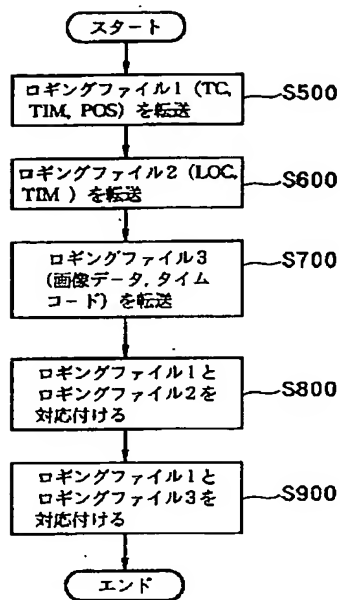 スタート
ロギングファイル1 (TC,
TIM, POS) を転送
S500
ロギングファイル2 (LOC,
TIM ) を転送
S600
ロギングファイル3
(画像データ, タイム
コード) を転送
S700
ロギングファイル1と
ロギングファイル2を
対応付ける
S800
ロギングファイル1と
ロギングファイル3を
対応付ける
S900
エンド